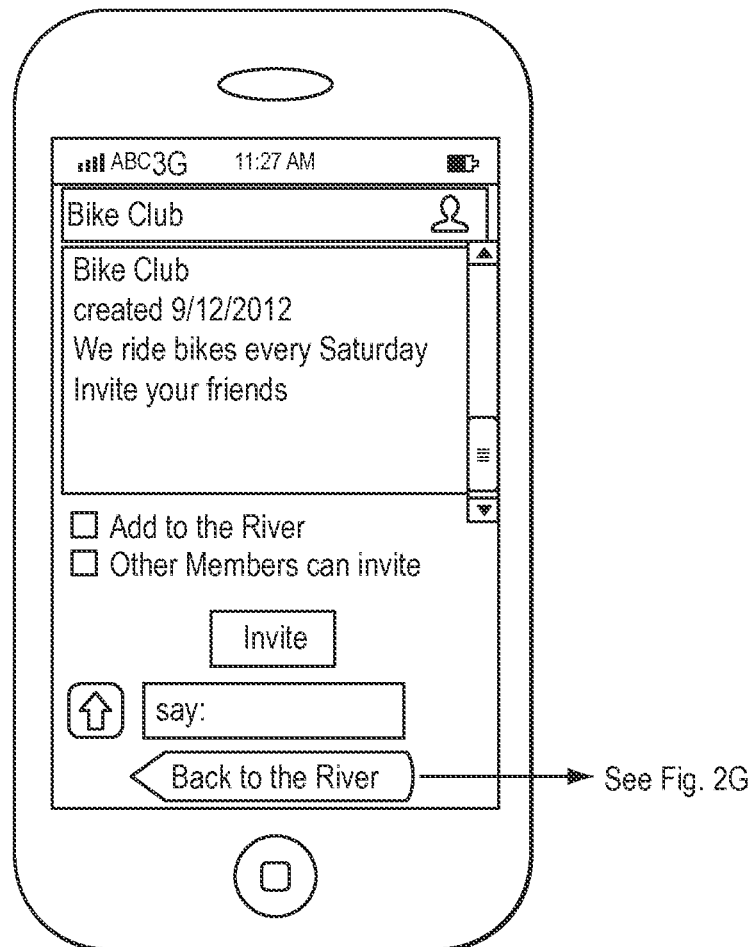 ABC3G 11:27 AM
Bike Club
Bike Club
created 9/12/2012
We ride bikes every Saturday
Invite your friends
Add to the River
Other Members can invite
Invite
say:
Back to the River
See Fig. 2G